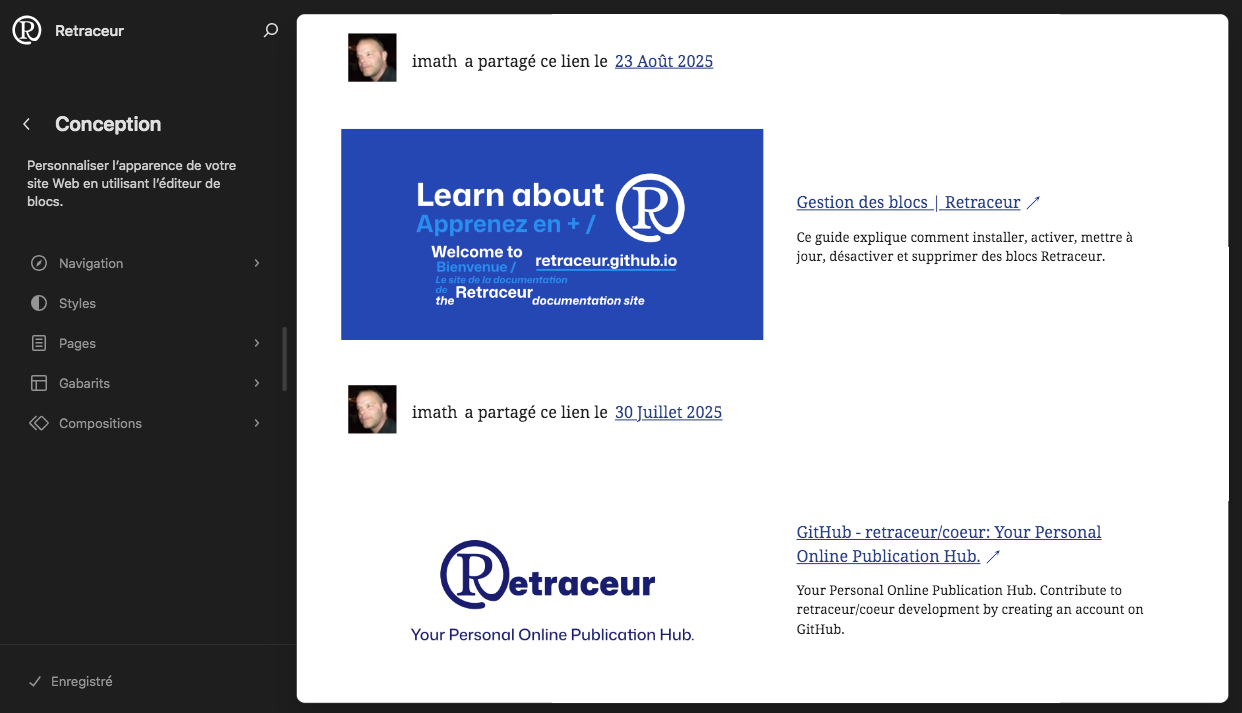 Retraceur
Conception
Personnaliser l’apparence de votre
site Web en utilisant l’éditeur de
blocs.
Navigation
Styles
Pages
Gabarits
Compositions
Enregistré
imath a partagé ce lien le 23 Août 2025
Learn about R
Apprenez en + /
Welcome to
Bienvenue /
retraceur.github.io
Le site de la documentation
de
the Retraceur documentation site
Gestion des blocs | Retraceur
Ce guide explique comment installer, activer, mettre à
jour, désactiver et supprimer des blocs Retraceur.
imath a partagé ce lien le 30 Juillet 2025
Retraceur
Your Personal Online Publication Hub.
GitHub - retraceur/coeur: Your Personal
Online Publication Hub.
Your Personal Online Publication Hub. Contribute to
retraceur/coeur development by creating an account on
GitHub.